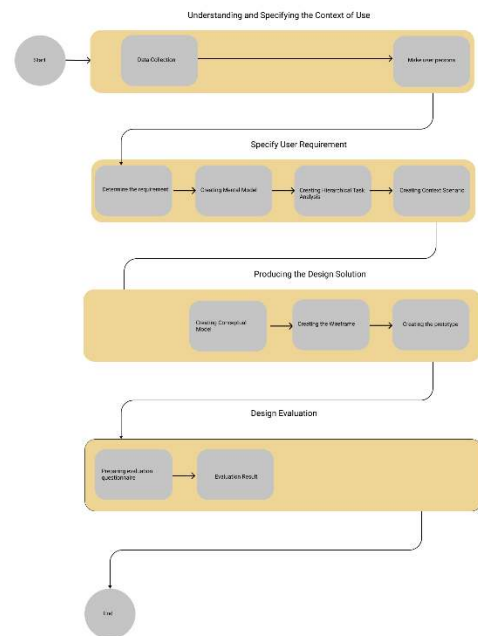 Understanding and Specifying the Context of Use
Start
Data Collection
Make user persons
Specify User Requirement
Determine the requirement
Creating Mental Model
Creating Hierarchical Task
Analysis
Creating Context Scenario
Producing the Design Solution
Creating Conceptual
Model
Creating the Wireframe
Creating the prototype
Design Evaluation
Preparing evaluation
questionnaire
Evaluation Result
End